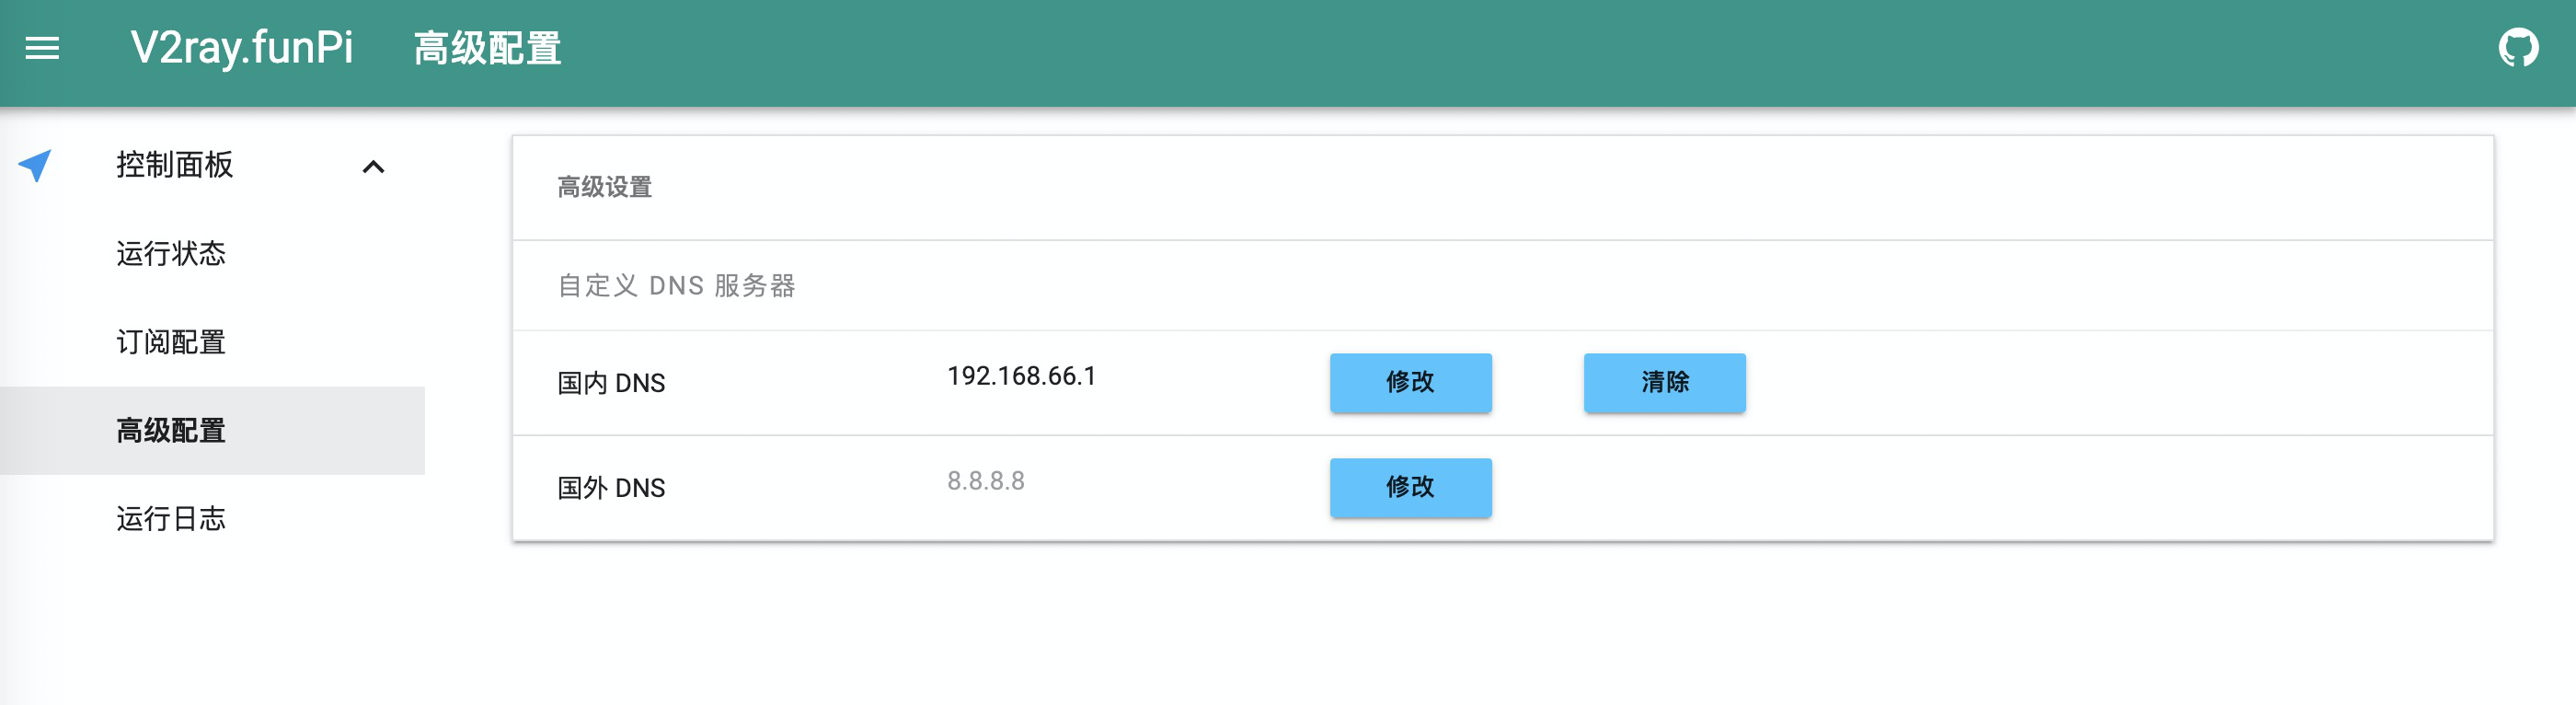 V2ray.funPi 高级配置
控制面板
运行状态
订阅配置
高级配置
运行日志
高级设置
自定义 DNS 服务器
国内 DNS 192.168.66.1 修改 清除
国外 DNS 8.8.8.8 修改